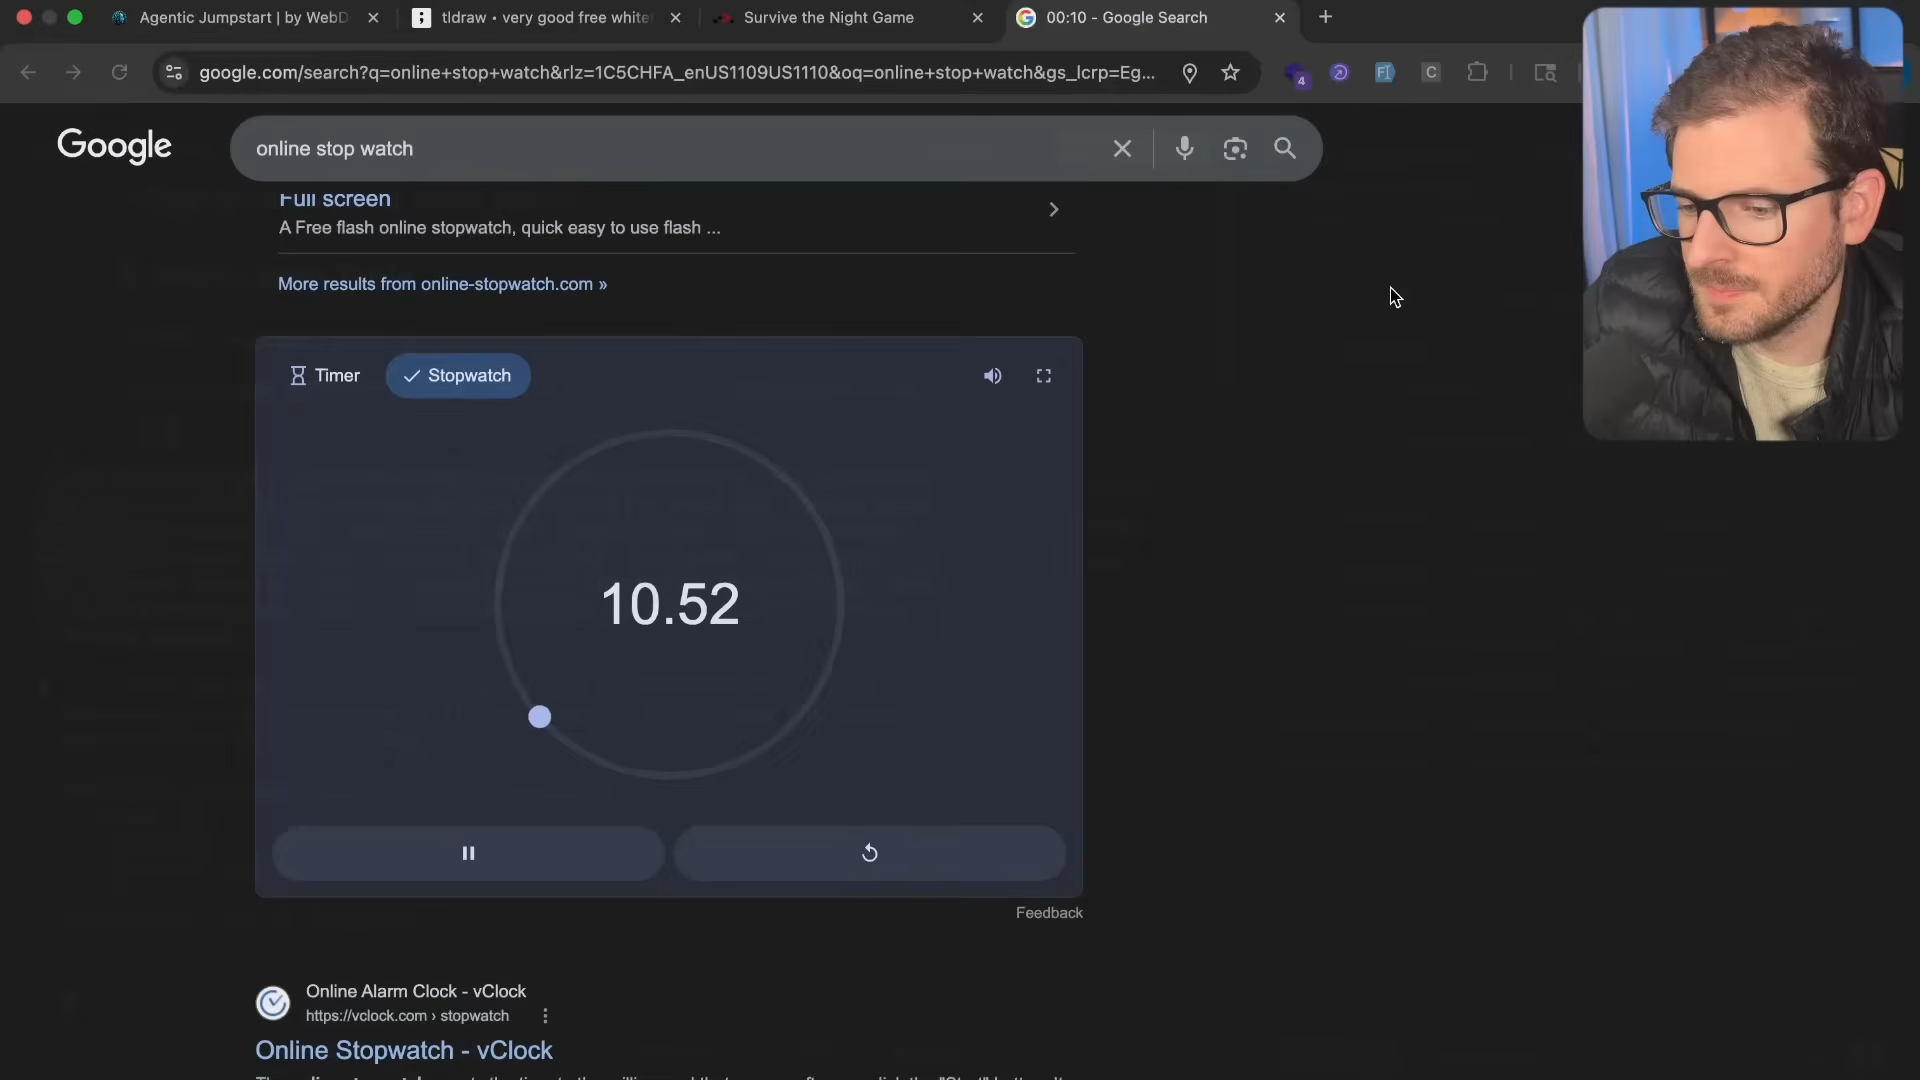 Agentic Jumpstart | by WebD
tldraw • very good free white
Survive the Night Game
00:10 - Google Search
google.com/search?q=online+stop+watch&rlz=1C5CHFA_enUS1109US1110&oq=online+stop+watch&gs_lcrp=Eg...
4
FI
C
Google
online stop watch
Full screen
A Free flash online stopwatch, quick easy to use flash ...
More results from online-stopwatch.com »
Timer
Stopwatch
10.52
Feedback
Online Alarm Clock - vClock
https://vclock.com › stopwatch
Online Stopwatch - vClock